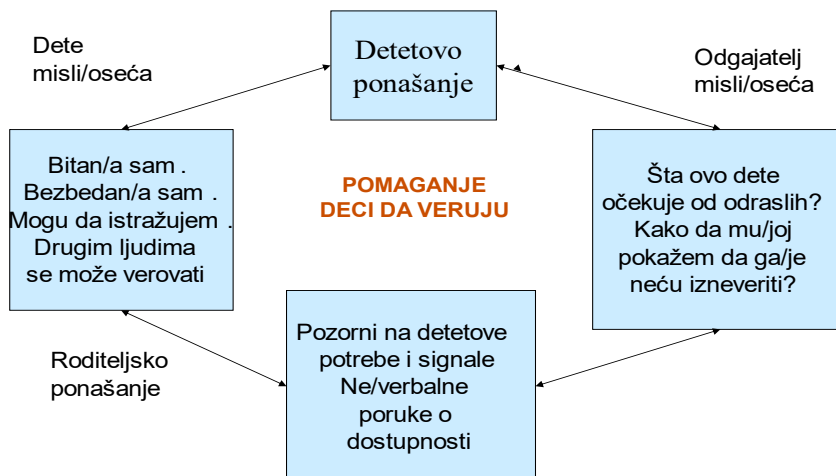 Dete
misli/oseća
Detetovo
ponašanje
Odgajatelj
misli/oseća
Bitan/a sam .
Bezbedan/a sam .
Mogu da istražujem .
Drugim ljudima
se može verovati
POMAGANJE
DECI DA VERUJU
Šta ovo dete
očekuje od odraslih?
Kako da mu/joj
pokažem da ga/je
neću izneveriti?
Roditeljsko
ponašanje
Pozorni na detetove
potrebe i signale
Ne/verbalne
poruke o
dostupnosti